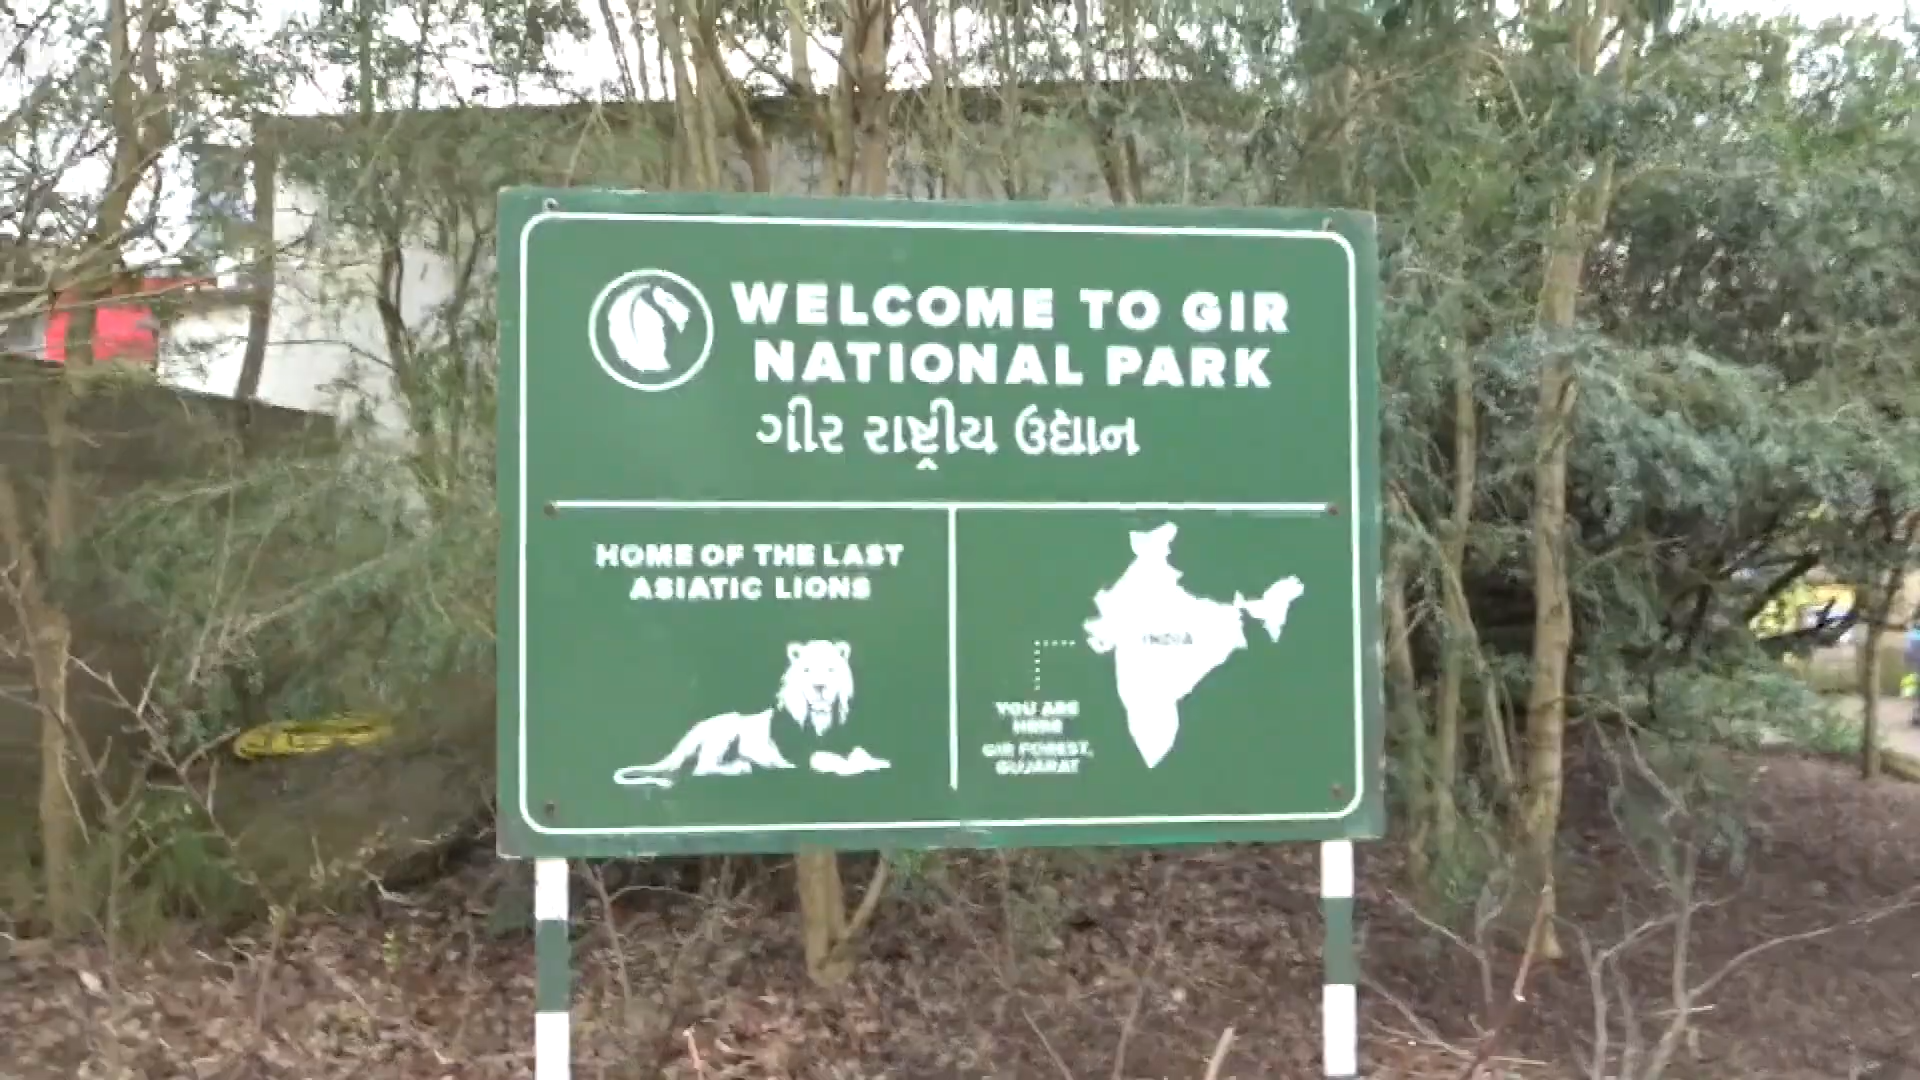 WELCOME TO GIR
NATIONAL PARK
ગીર રાષ્ટ્રીય ઉદ્યાન
HOME OF THE LAST
ASIATIC LIONS
INDIA
YOU ARE
HERE
GIR FOREST,
GUJARAT